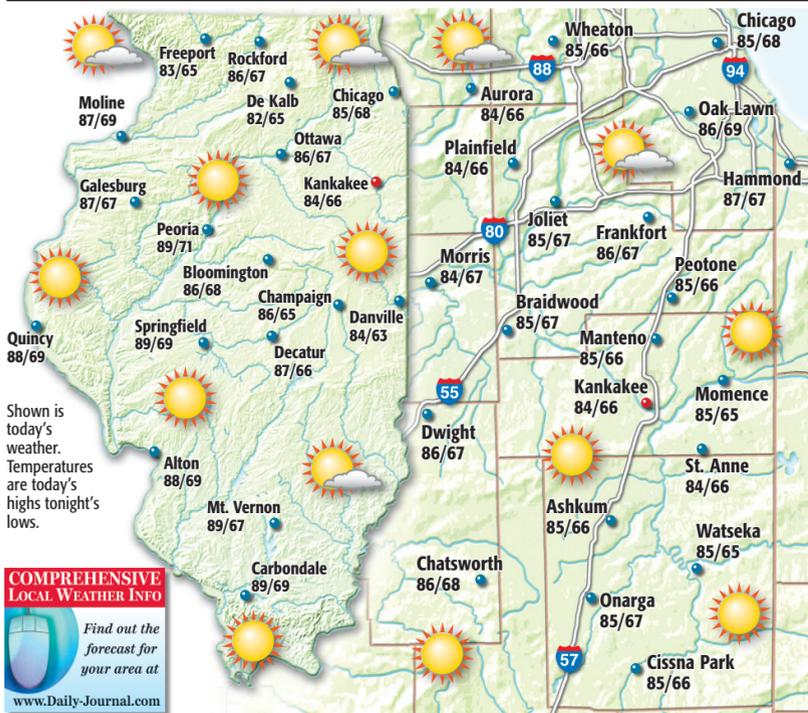 Freeport
83/65
Rockford
86/67
De Kalb
82/65
Chicago
85/68
Moline
87/69
Ottawa
86/67
Galesburg
87/67
Kankakee
84/66
Peoria
89/71
Bloomington
86/68
Champaign
86/65
Danville
84/63
Quincy
88/69
Springfield
89/69
Decatur
87/66
Alton
88/69
Mt. Vernon
89/67
Carbondale
89/69
Shown is
today's
weather.
Temperatures
are today's
highs tonight's
lows.
COMPREHENSIVE
LOCAL WEATHER INFO
Find out the
forecast for
your area at
www.Daily-Journal.com
Wheaton
85/66
Chicago
85/68
88
94
Aurora
84/66
Oak Lawn
86/69
Plainfield
84/66
Hammond
87/67
80
Joliet
85/67
Frankfort
86/67
Morris
84/67
Peotone
85/66
Braidwood
85/67
Manteno
85/66
55
Kankakee
84/66
Momence
85/65
Dwight
86/67
St. Anne
84/66
Ashkum
85/66
Watseka
85/65
Chatsworth
86/68
Onarga
85/67
57
Cissna Park
85/66